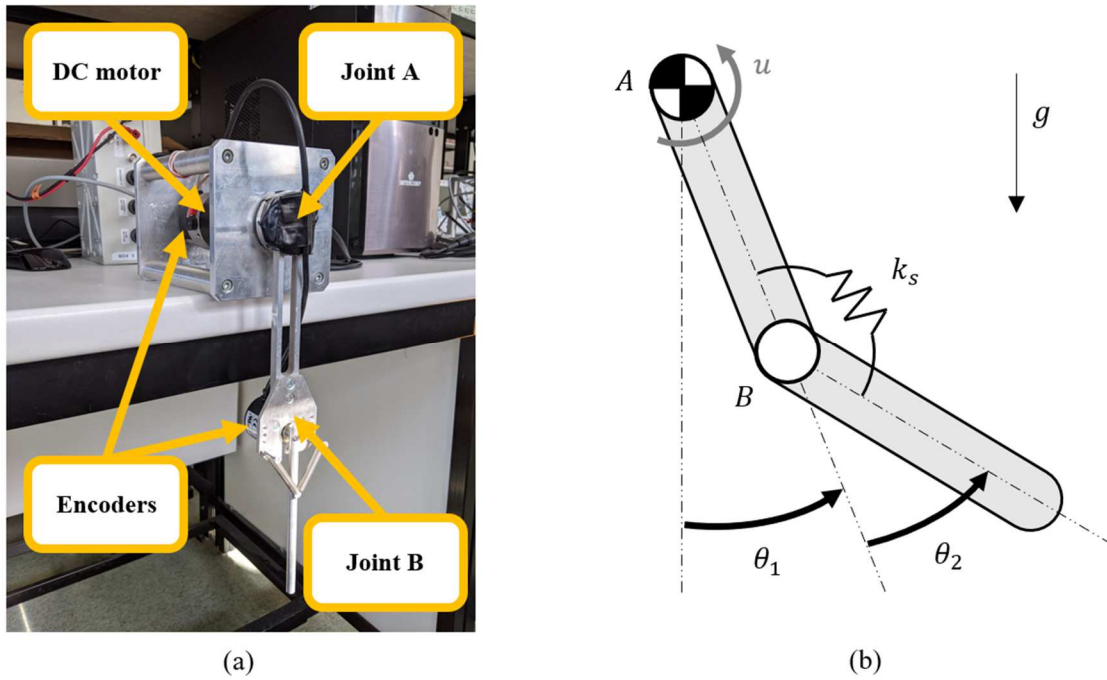 DC motor
Joint A
Encoders
Joint B
(a)
A
u
g
k_s
B
θ_1
θ_2
(b)